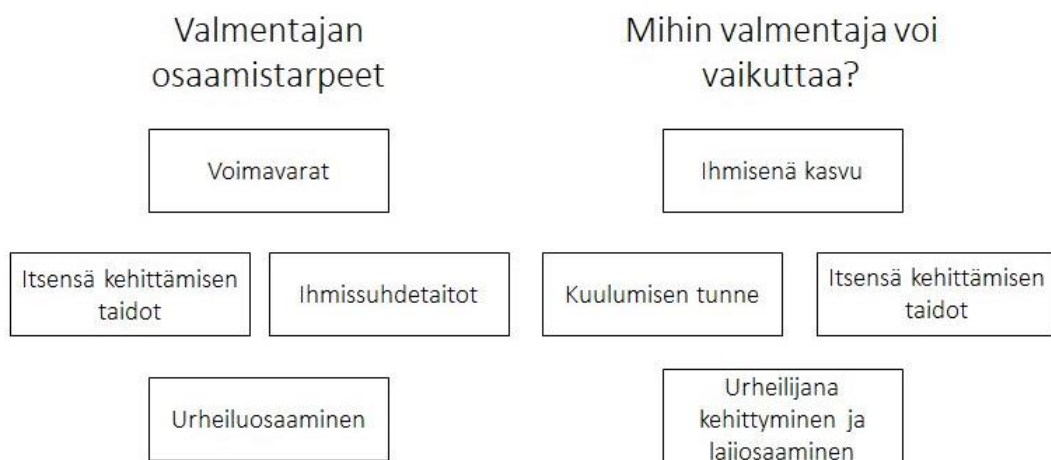 Valmentajan
osaamistarpeet
Voimavarat
Itsensä kehittämisen
taidot
Ihmissuhdetaitot
Urheiluosaaminen
Mihin valmentaja voi
vaikuttaa?
Ihmisenä kasvu
Kuulumisen tunne
Itsensä kehittämisen
taidot
Urheilijana
kehittyminen ja
lajiosaaminen